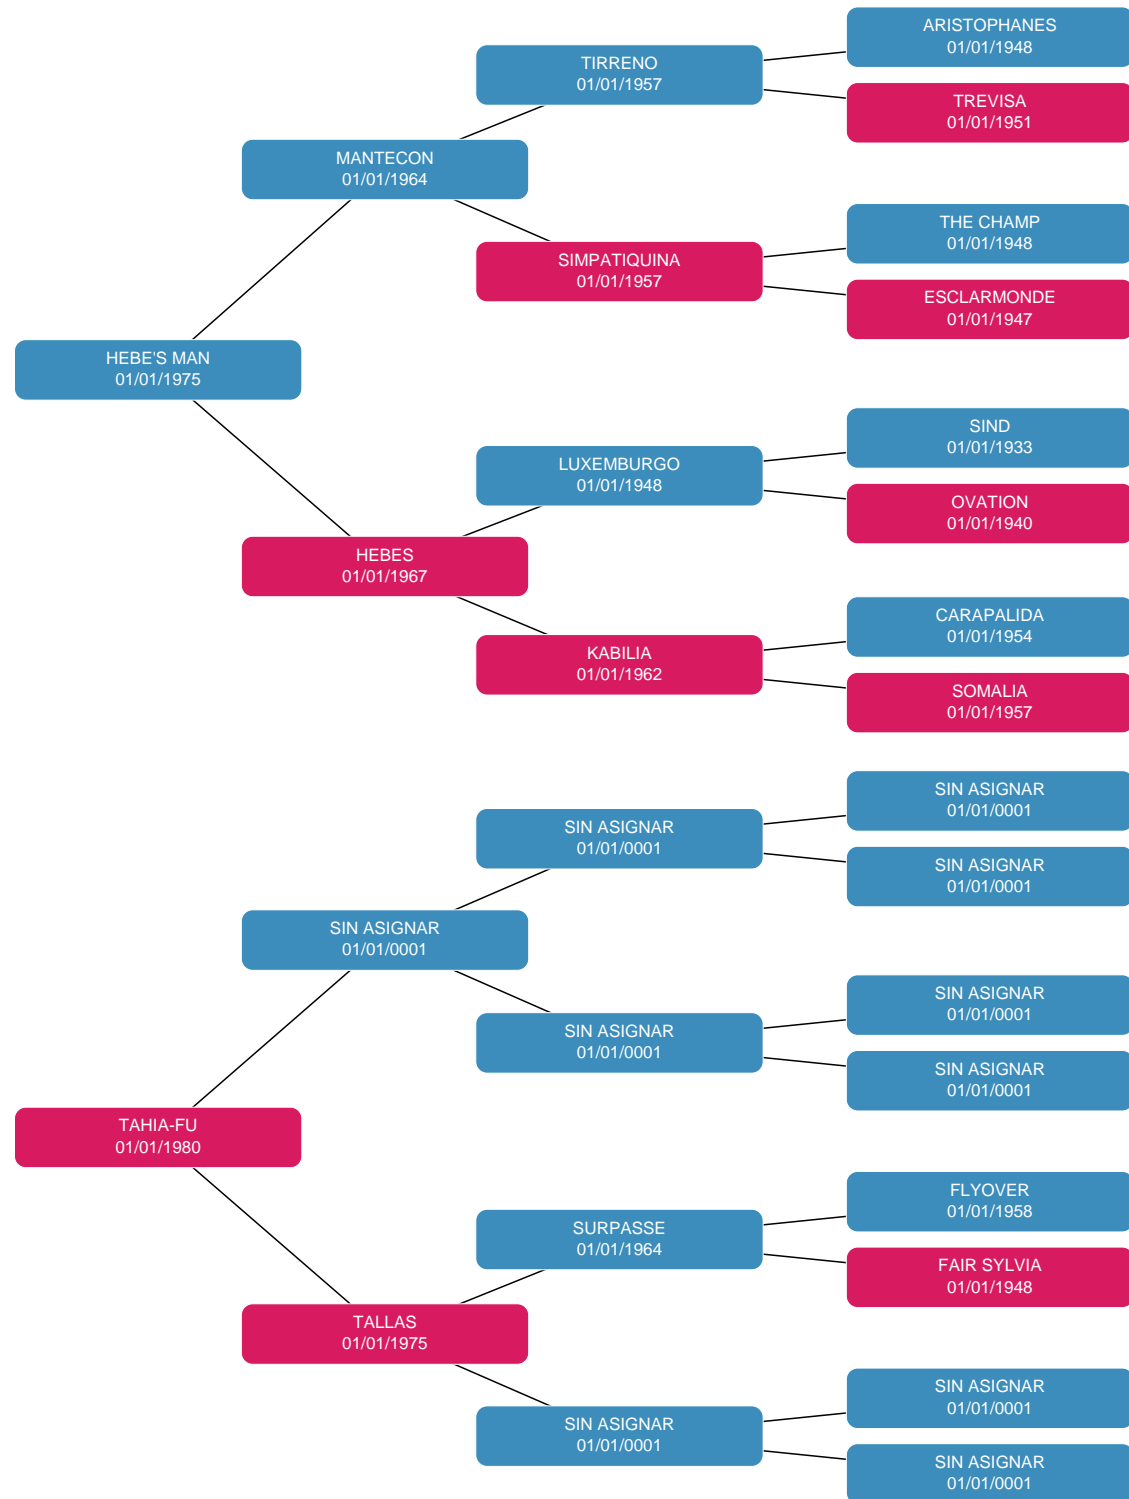 ARISTOPHANES
01/01/1948
TIRRENO
01/01/1957
TREVISA
01/01/1951
MANTECON
01/01/1964
THE CHAMP
01/01/1948
SIMPATIQUINA
01/01/1957
ESCLARMONDE
01/01/1947
HEBE'S MAN
01/01/1975
SIND
01/01/1933
LUXEMBURGO
01/01/1948
OVATION
01/01/1940
HEBES
01/01/1967
CARAPALIDA
01/01/1954
KABILIA
01/01/1962
SOMALIA
01/01/1957
SIN ASIGNAR
01/01/0001
SIN ASIGNAR
01/01/0001
SIN ASIGNAR
01/01/0001
SIN ASIGNAR
01/01/0001
SIN ASIGNAR
01/01/0001
SIN ASIGNAR
01/01/0001
SIN ASIGNAR
01/01/0001
TAHIA-FU
01/01/1980
FLYOVER
01/01/1958
SURPASSE
01/01/1964
FAIR SYLVIA
01/01/1948
TALLAS
01/01/1975
SIN ASIGNAR
01/01/0001
SIN ASIGNAR
01/01/0001
SIN ASIGNAR
01/01/0001